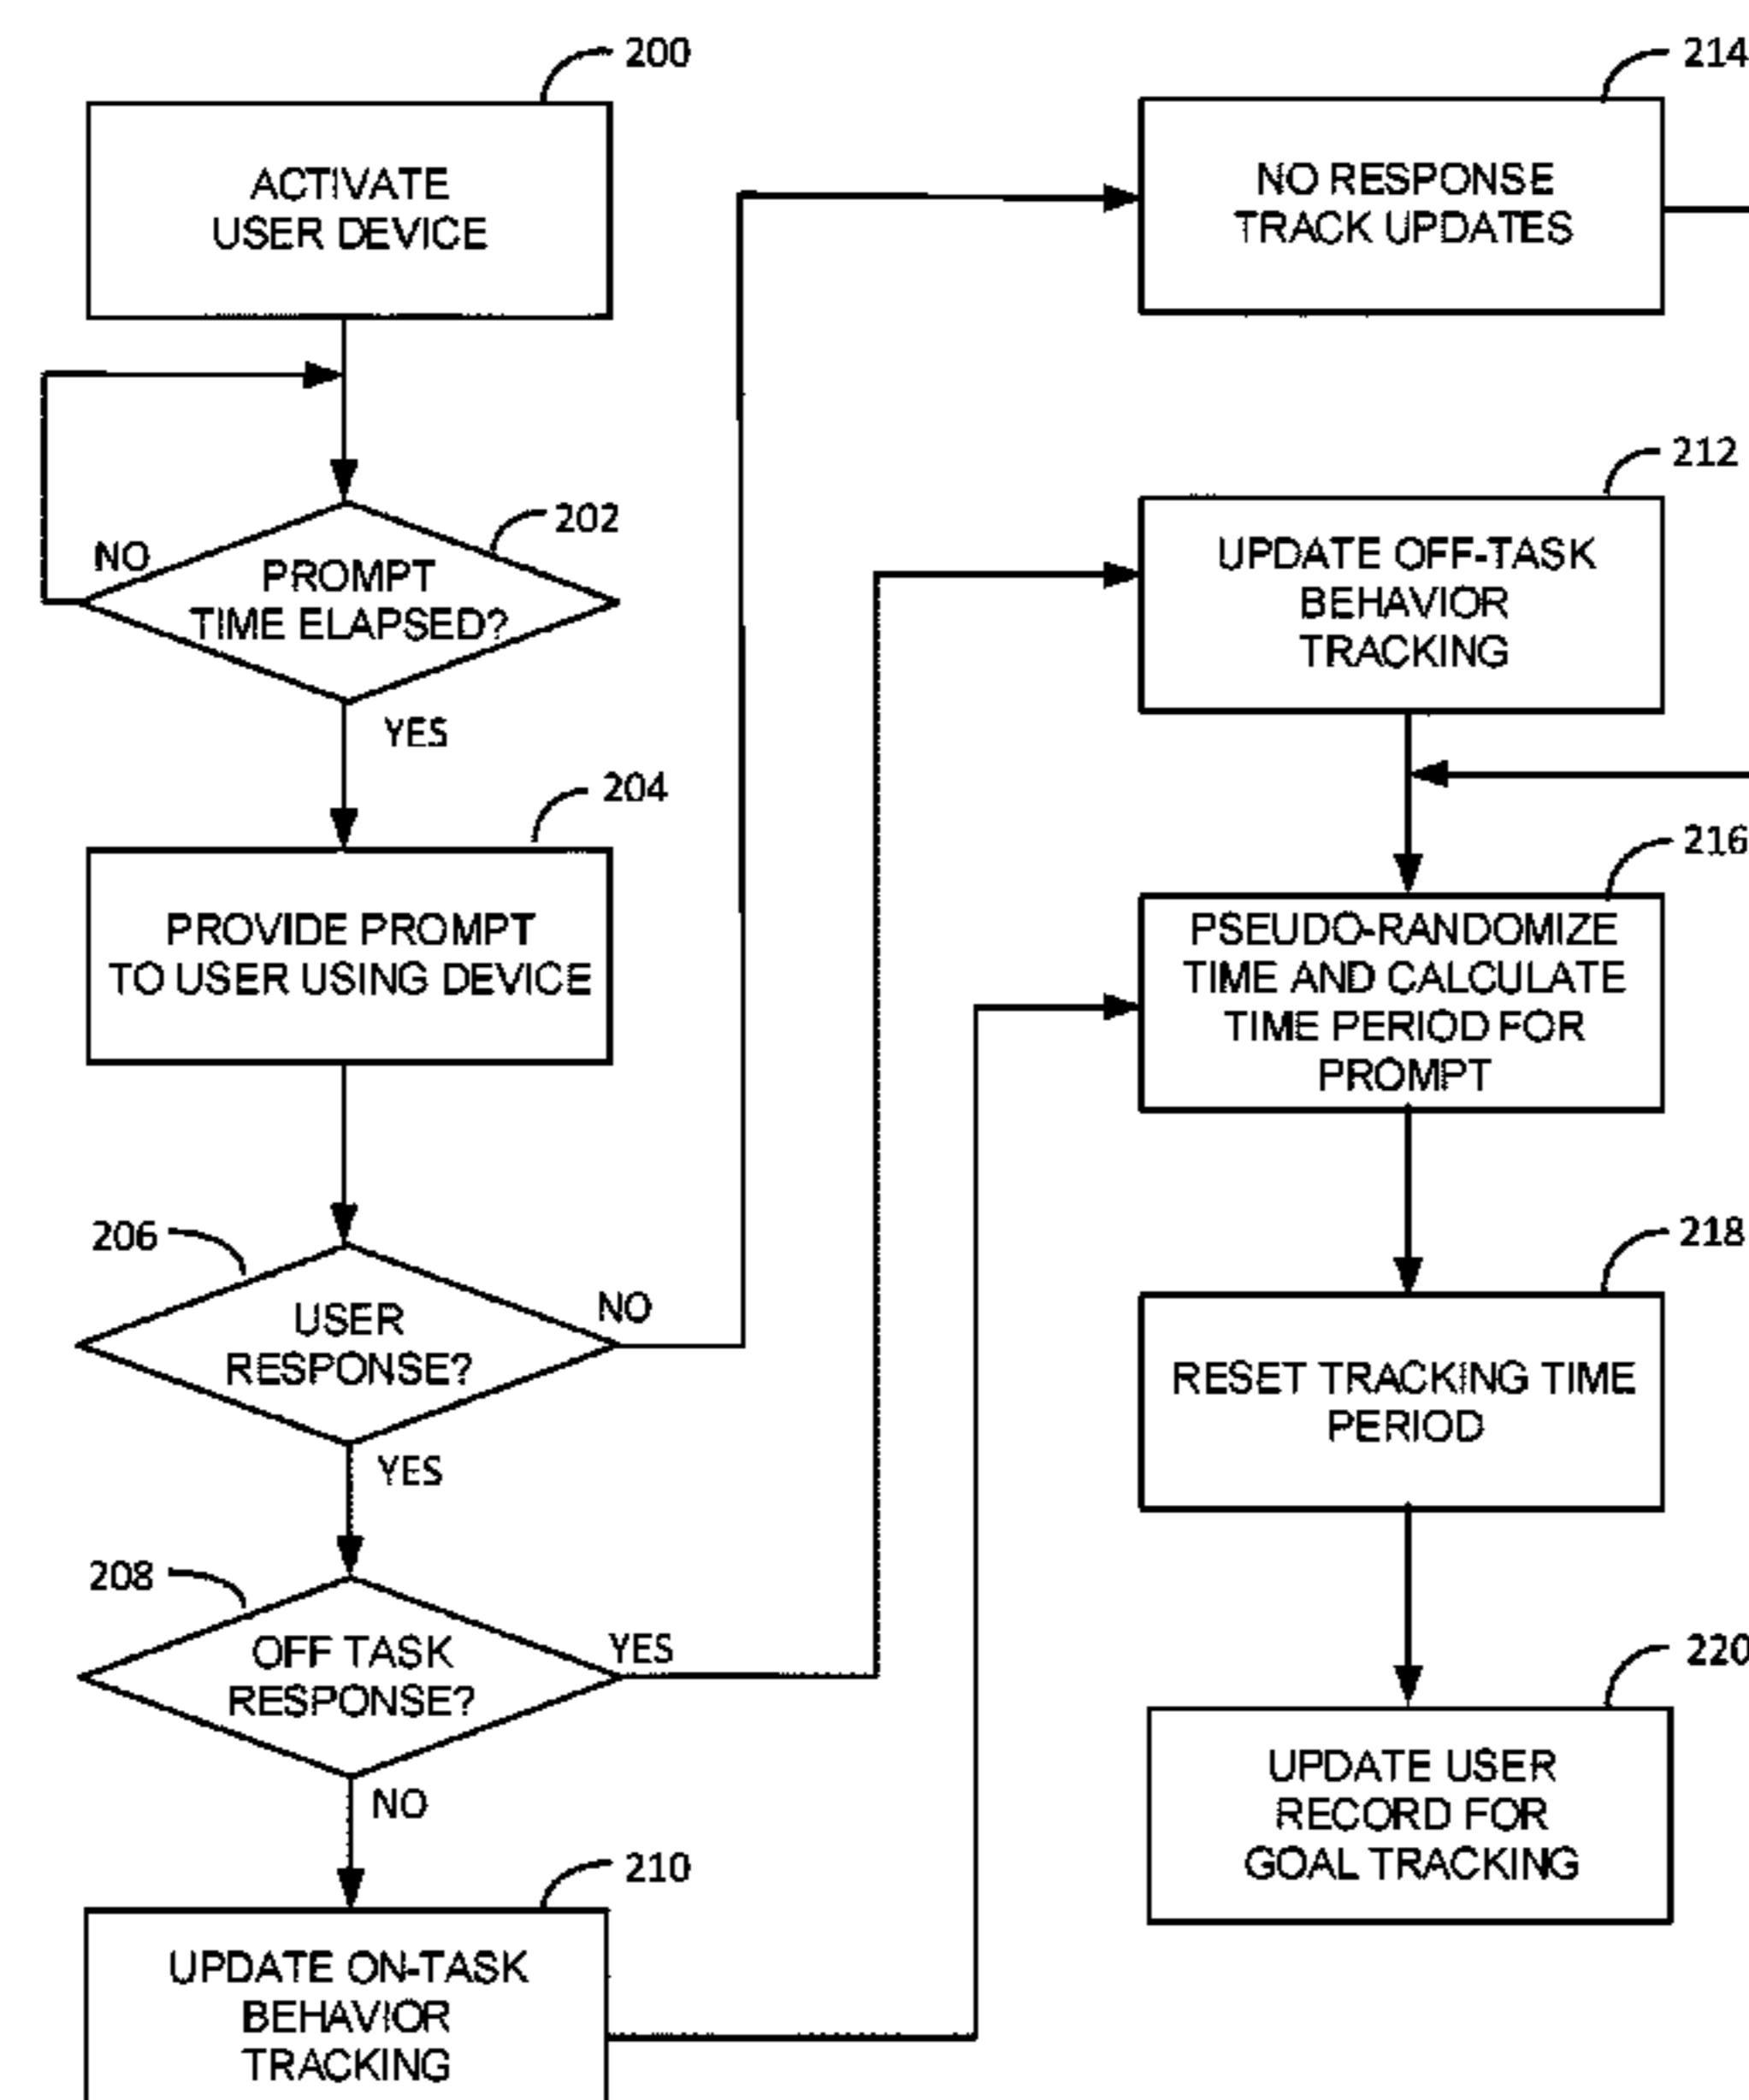 200
ACTIVATE
USER DEVICE
202
NO
PROMPT
TIME ELAPSED?
YES
204
PROVIDE PROMPT
TO USER USING DEVICE
206
USER
RESPONSE?
NO
YES
208
OFF TASK
RESPONSE?
YES
NO
210
UPDATE ON-TASK
BEHAVIOR
TRACKING
214
NO RESPONSE
TRACK UPDATES
212
UPDATE OFF-TASK
BEHAVIOR
TRACKING
216
PSEUDO-RANDOMIZE
TIME AND CALCULATE
TIME PERIOD FOR
PROMPT
218
RESET TRACKING TIME
PERIOD
220
UPDATE USER
RECORD FOR
GOAL TRACKING